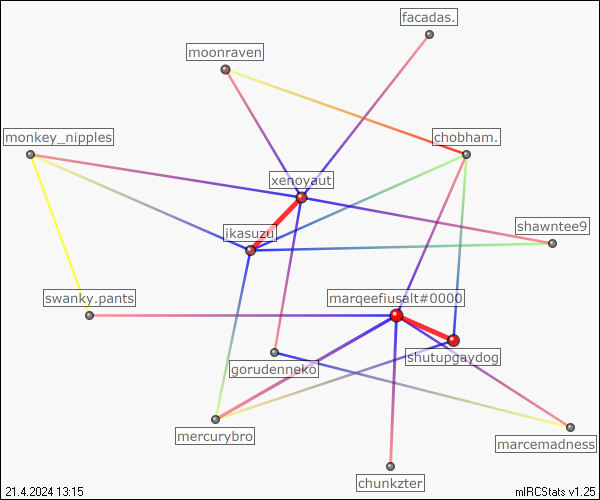 facadas.
moonraven
monkey_nipples
chobham.
xenoyaut
shawntee9
ikasuzu
swanky.pants
marqeefiusalt#0000
shutupgaydog
gorudenneko
mercurybro
marcemadness
chunkzter
21.4.2024 13:15
mIRCStats v1.25